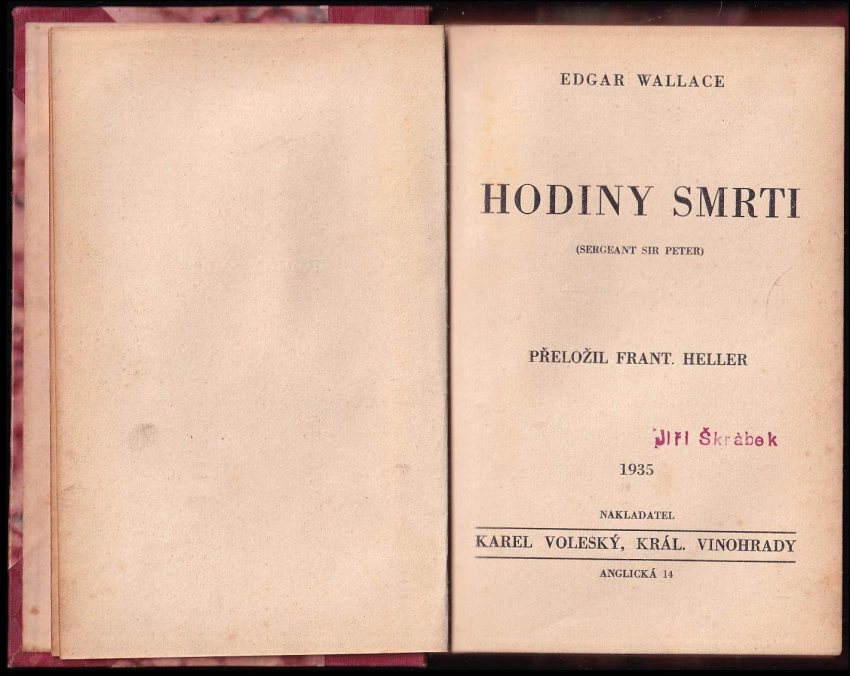 EDGAR WALLACE
HODINY SMRTI
(SERGEANT SIR PETER)
PŘELOŽIL FRANT. HELLER
Jiří Škrábek
1935
NAKLADATEL
KAREL VOLESKÝ, KRÁL. VINOHRADY
ANGLICKÁ 14